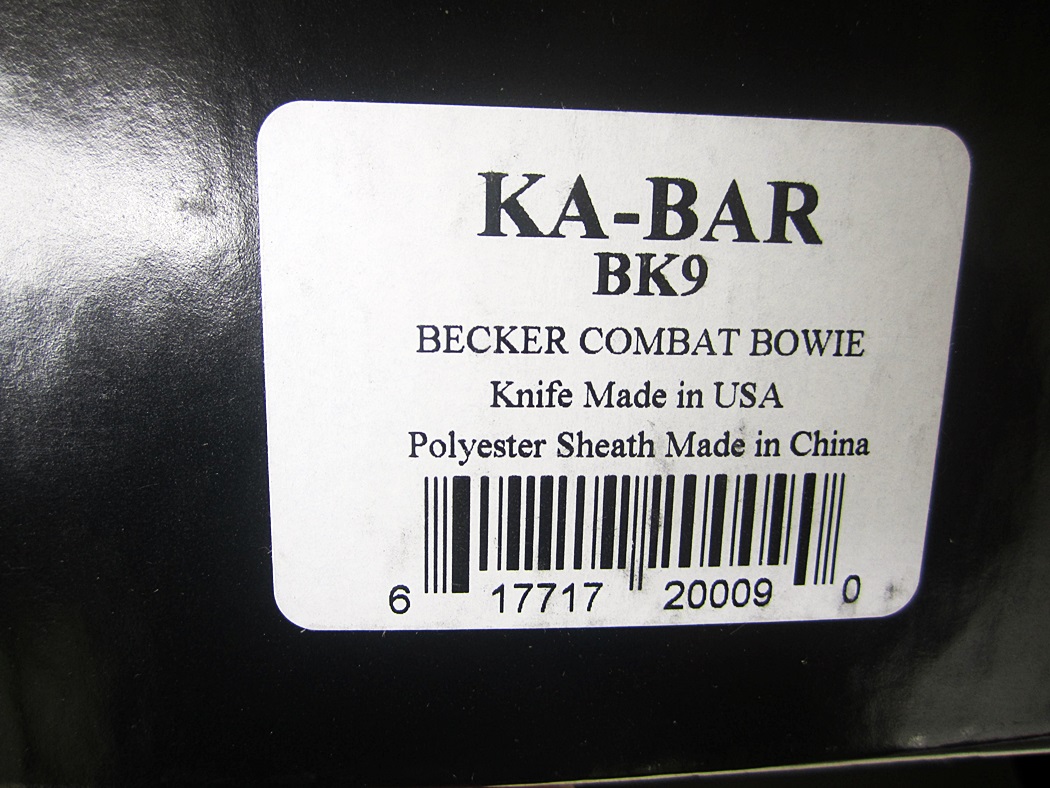 KA-BAR
BK9
BECKER COMBAT BOWIE
Knife Made in USA
Polyester Sheath Made in China
6 17717 20009 0